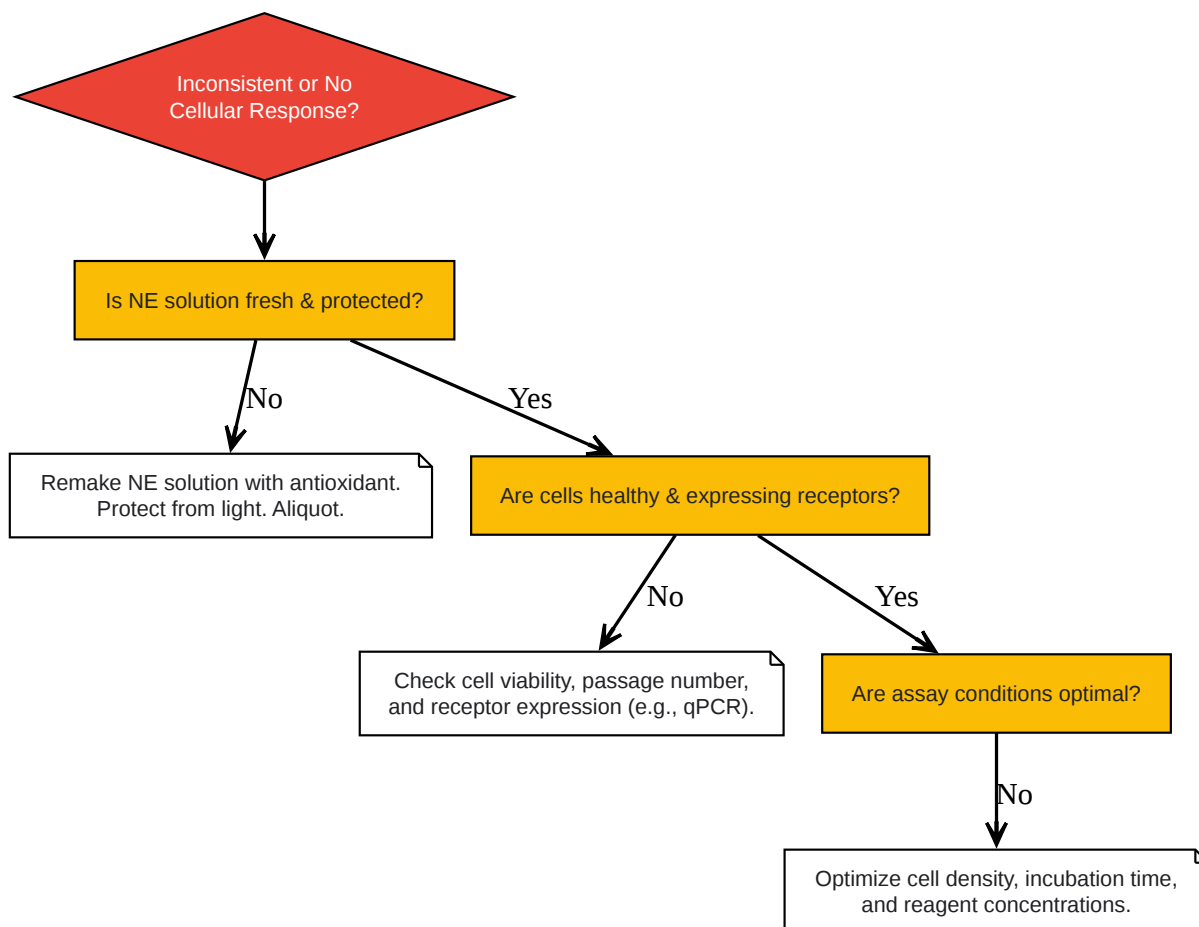 Inconsistent or No
Cellular Response?
Is NE solution fresh & protected?
No
Yes
Remake NE solution with antioxidant.
Protect from light. Aliquot.
Are cells healthy & expressing receptors?
No
Yes
Check cell viability, passage number,
and receptor expression (e.g., qPCR).
Are assay conditions optimal?
No
Optimize cell density, incubation time,
and reagent concentrations.